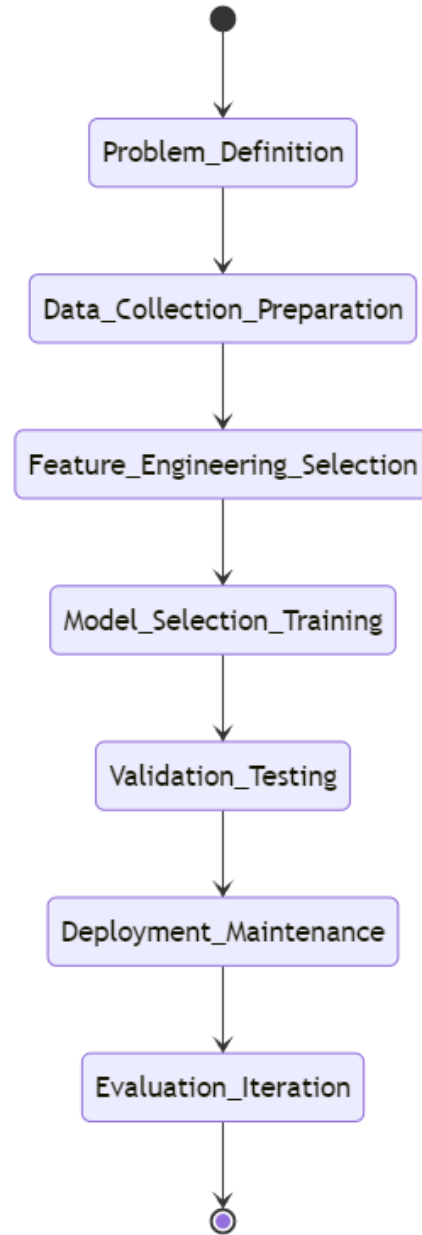 Problem_Definition
Data_Collection_Preparation
Feature_Engineering_Selection
Model_Selection_Training
Validation_Testing
Deployment_Maintenance
Evaluation_Iteration